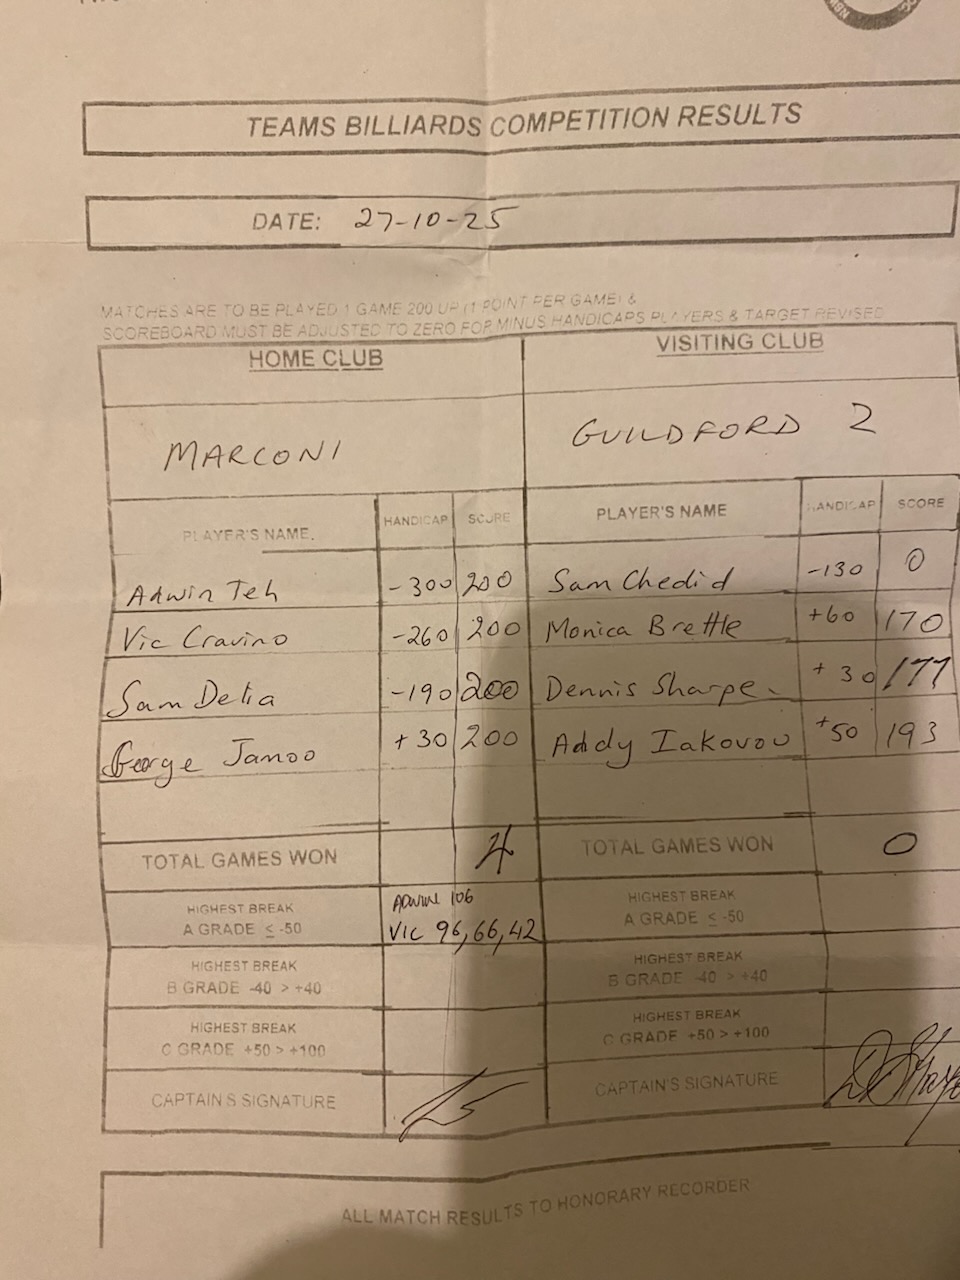 TEAMS BILLIARDS COMPETITION RESULTS
DATE: 27-10-25
MATCHES ARE TO BE PLAYED 1 GAME 200 UP (1 POINT PER GAME) &
SCOREBOARD MUST BE ADJUSTED TO ZERO FOR MINUS HANDICAPS PLAYERS & TARGET REVISED
HOME CLUB VISITING CLUB
MARCONI GUILDFORD 2
PLAYER'S NAME. HANDICAP SCORE PLAYER'S NAME HANDICAP SCORE
Adwin Teh -300 200 Sam Chedid -130 0
Vic Cravino -260 200 Monica Brettle +60 170
Sam Delia -190 200 Dennis Sharpe +30 177
George Janoo +30 200 Addy Iakovou +50 193
TOTAL GAMES WON 4 TOTAL GAMES WON 0
HIGHEST BREAK ADWIN 106 HIGHEST BREAK
A GRADE ≤ -50 VIC 96,66,42 A GRADE ≤ -50
HIGHEST BREAK HIGHEST BREAK
B GRADE -40 > +40 B GRADE -40 > +40
HIGHEST BREAK HIGHEST BREAK
C GRADE +50 > +100 C GRADE +50 > +100
CAPTAIN'S SIGNATURE CAPTAIN'S SIGNATURE
ALL MATCH RESULTS TO HONORARY RECORDER